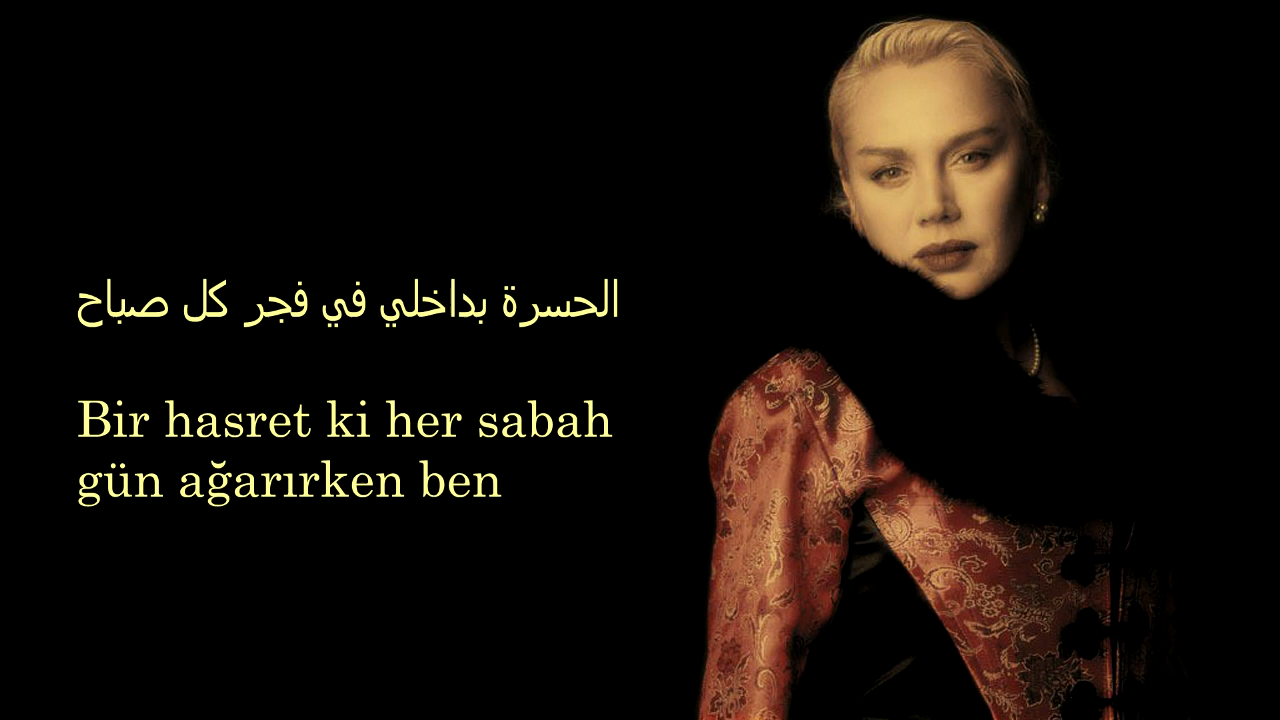 الحسرة بداخلي في فجر كل صباح
Bir hasret ki her sabah
gün ağarırken ben